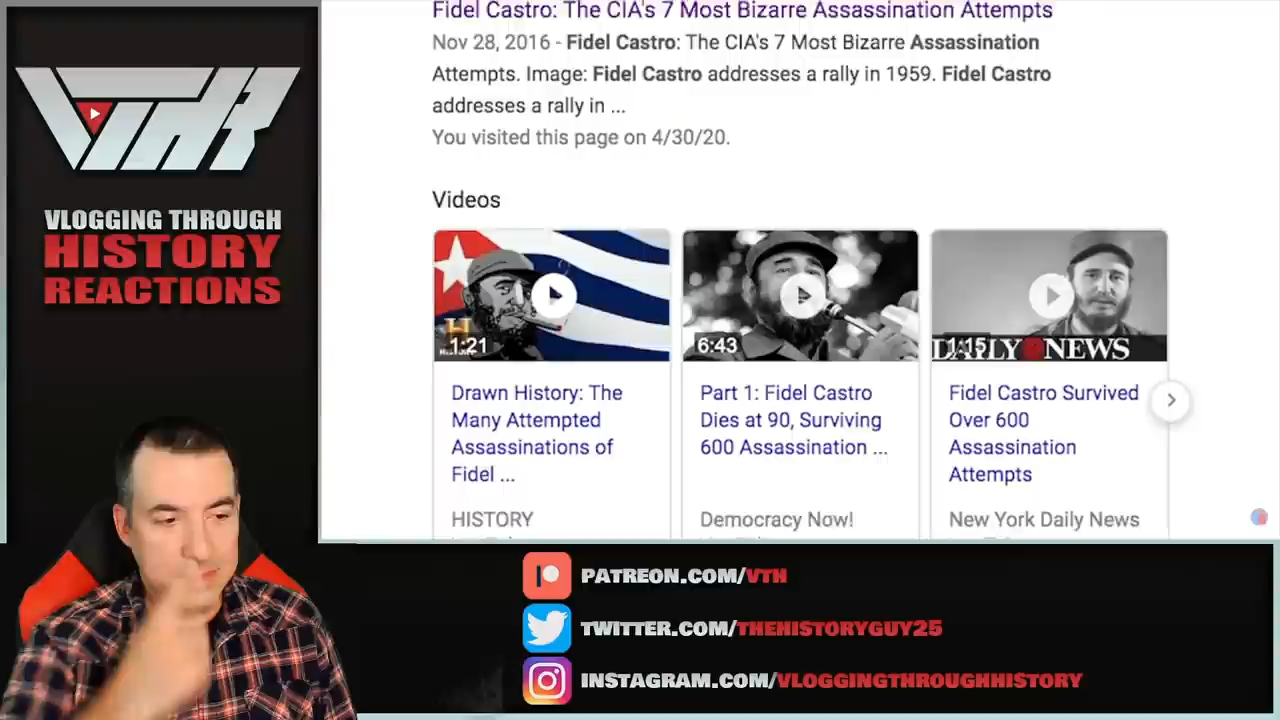 VTH
VLOGGING THROUGH
HISTORY
REACTIONS
Fidel Castro: The CIA's 7 Most Bizarre Assassination Attempts
Nov 28, 2016 - Fidel Castro: The CIA's 7 Most Bizarre Assassination
Attempts. Image: Fidel Castro addresses a rally in 1959. Fidel Castro
addresses a rally in ...
You visited this page on 4/30/20.
Videos
H
1:21
6:43
1:15
DAILY NEWS
Drawn History: The
Many Attempted
Assassinations of
Fidel ...
HISTORY
Part 1: Fidel Castro
Dies at 90, Surviving
600 Assassination ...
Democracy Now!
Fidel Castro Survived
Over 600
Assassination
Attempts
New York Daily News
PATREON.COM/VTH
TWITTER.COM/THEHISTORYGUY25
INSTAGRAM.COM/VLOGGINGTHROUGHHISTORY